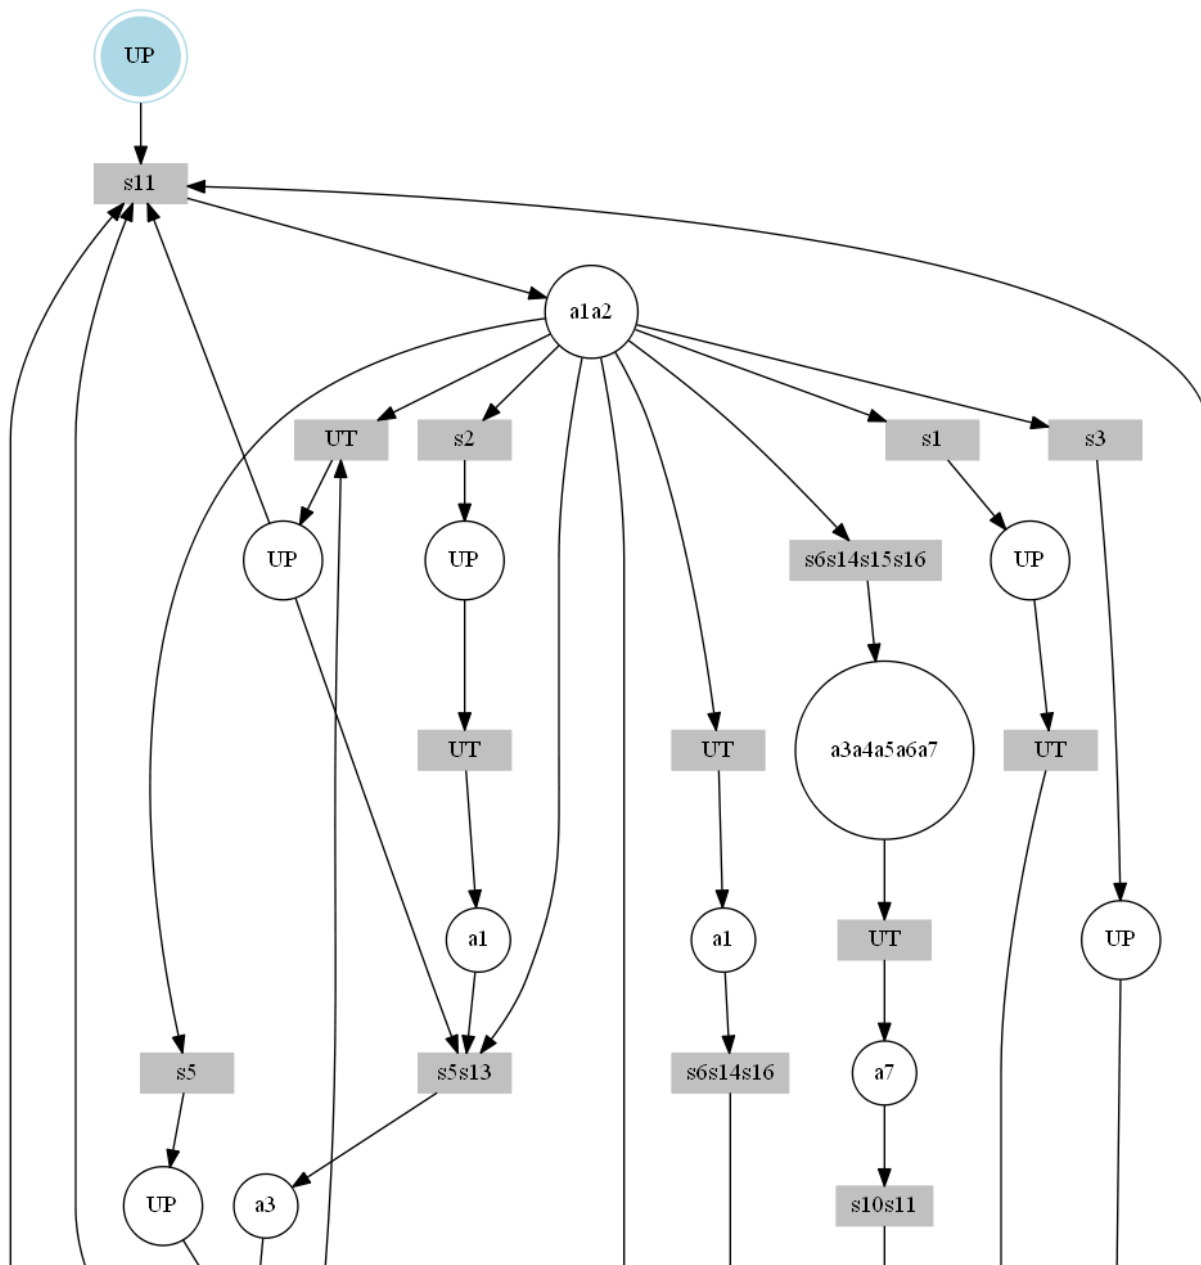 UP
s11
a1a2
UT
s2
s1
s3
UP
UP
s6s14s15s16
UP
UT
UT
a3a4a5a6a7
UT
a1
a1
UT
UP
s5
s5s13
s6s14s16
a7
UP
a3
s10s11